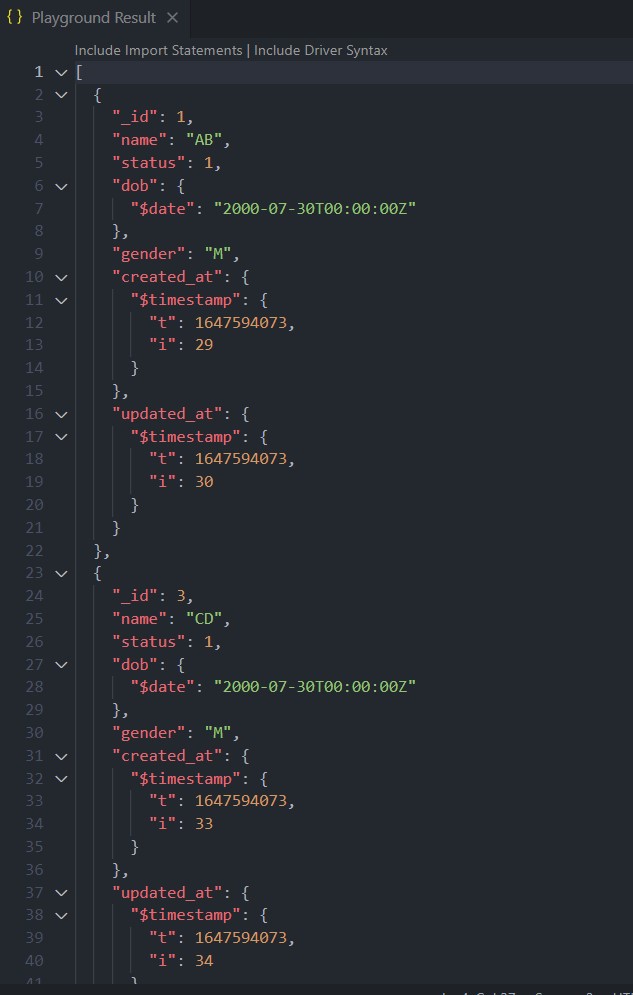 {} Playground Result ×
Include Import Statements | Include Driver Syntax
1 [
2 {
3 "_id": 1,
4 "name": "AB",
5 "status": 1,
6 "dob": {
7 "$date": "2000-07-30T00:00:00Z"
8 },
9 "gender": "M",
10 "created_at": {
11 "$timestamp": {
12 "t": 1647594073,
13 "i": 29
14 }
15 },
16 "updated_at": {
17 "$timestamp": {
18 "t": 1647594073,
19 "i": 30
20 }
21 }
22 },
23 {
24 "_id": 3,
25 "name": "CD",
26 "status": 1,
27 "dob": {
28 "$date": "2000-07-30T00:00:00Z"
29 },
30 "gender": "M",
31 "created_at": {
32 "$timestamp": {
33 "t": 1647594073,
34 "i": 33
35 }
36 },
37 "updated_at": {
38 "$timestamp": {
39 "t": 1647594073,
40 "i": 34
41 }